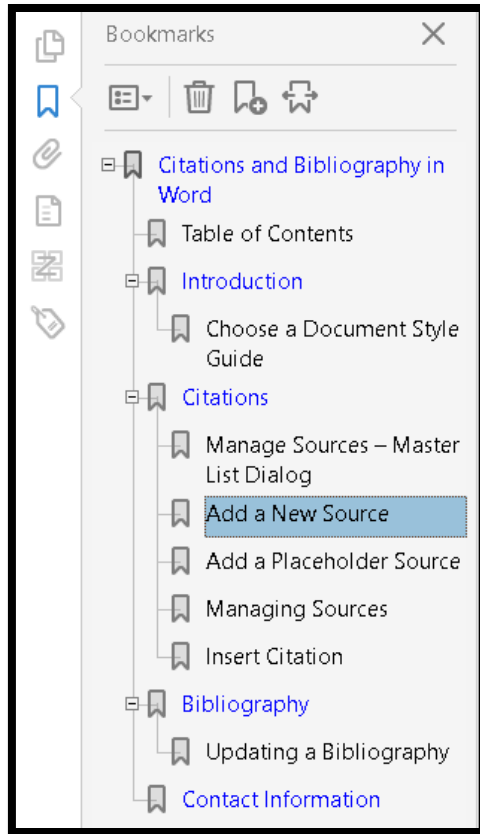 Bookmarks
Citations and Bibliography in
Word
Table of Contents
Introduction
Choose a Document Style
Guide
Citations
Manage Sources – Master
List Dialog
Add a New Source
Add a Placeholder Source
Managing Sources
Insert Citation
Bibliography
Updating a Bibliography
Contact Information